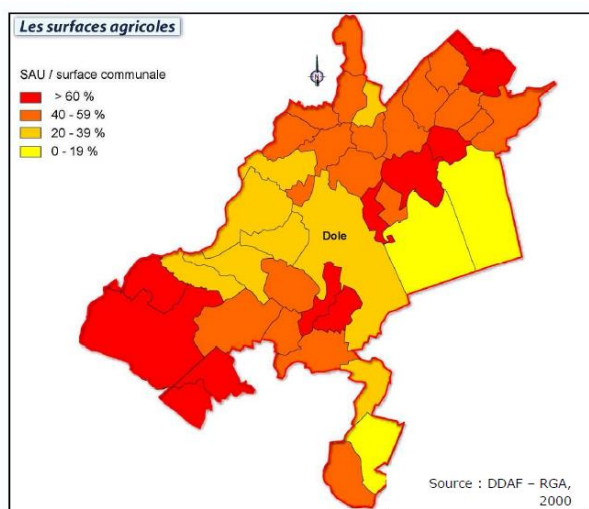 Les surfaces agricoles
SAU / surface communale
> 60 %
40 - 59 %
20 - 39 %
0 - 19 %
N
Dole
Source : DDAF – RGA,
2000